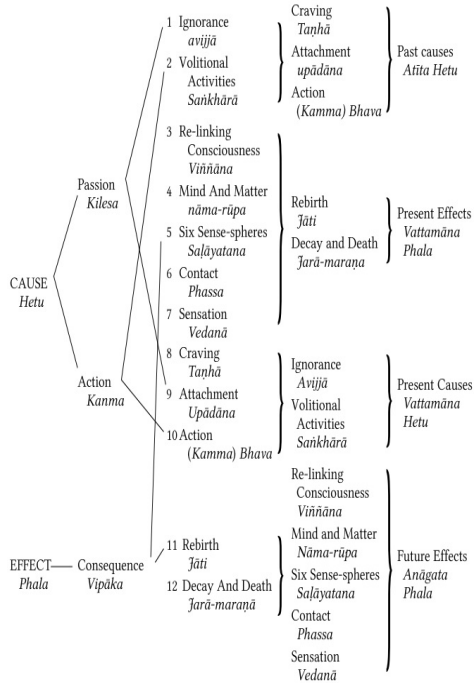 CAUSE
Hetu
EFFECT
Phala
Passion
Kilesa
Action
Kanma
Consequence
Vipāka
1 Ignorance
avijjā
2 Volitional
Activities
Saṅkhārā
3 Re-linking
Consciousness
Viññāna
4 Mind And Matter
nāma-rūpa
5 Six Sense-spheres
Saḷāyatana
6 Contact
Phassa
7 Sensation
Vedanā
8 Craving
Taṇhā
9 Attachment
Upādāna
10 Action
(Kamma) Bhava
11 Rebirth
Jāti
12 Decay And Death
Jarā-maraṇā
Craving
Taṇhā
Attachment
upādāna
Action
(Kamma) Bhava
Rebirth
Jāti
Decay and Death
Jarā-maraṇa
Ignorance
Avijjā
Volitional
Activities
Saṅkhārā
Re-linking
Consciousness
Viññāna
Mind and Matter
Nāma-rūpa
Six Sense-spheres
Saḷāyatana
Contact
Phassa
Sensation
Vedanā
Past causes
Atīta Hetu
Present Effects
Vattamāna
Phala
Present Causes
Vattamāna
Hetu
Future Effects
Anāgata
Phala